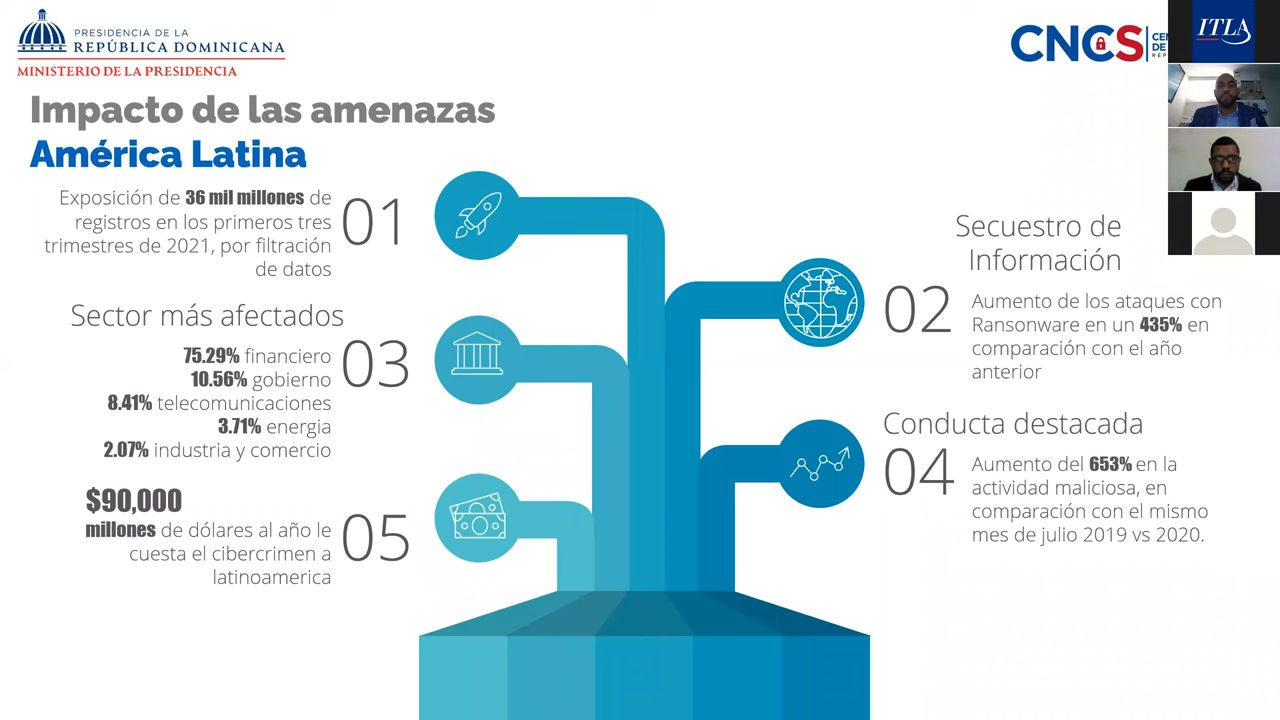 PRESIDENCIA DE LA
REPÚBLICA DOMINICANA
MINISTERIO DE LA PRESIDENCIA
CNCS
ITLA
Impacto de las amenazas
América Latina
Exposición de 36 mil millones de
registros en los primeros tres
trimestres de 2021, por filtración
de datos
01
Secuestro de
Información
02
Aumento de los ataques con
Ransonware en un 435% en
comparación con el año
anterior
Sector más afectados
03
75.29% financiero
10.56% gobierno
8.41% telecomunicaciones
3.71% energia
2.07% industria y comercio
Conducta destacada
04
Aumento del 653% en la
actividad maliciosa, en
comparación con el mismo
mes de julio 2019 vs 2020.
$90,000
millones de dólares al año le
cuesta el cibercrimen a
latinoamerica
05